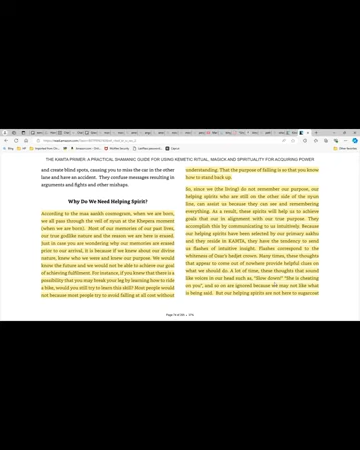 THE KAMTA PRIMER: A PRACTICAL SHAMANIC GUIDE FOR USING KEMETIC RITUAL, MAGICK AND SPIRITUALITY FOR ACQUIRING POWER
and create blind spots, causing you to miss the car in the other
lane and have an accident. They confuse messages resulting in
arguments and fights and other mishaps.
Why Do We Need Helping Spirit?
According to the maa aankh cosmogram, when we are born,
we all pass through the veil of nyun at the Khepera moment
(when we are born). Most of our memories of our past lives,
our true godlike nature and the reason we are here is erased.
Just in case you are wondering why our memories are erased
prior to our arrival, it is because if we knew about our divine
nature, knew who we were and knew our purpose. We would
know the future and we would not be able to achieve our goal
of achieving fulfillment. For instance, if you knew that there is a
possibility that you may break your leg by learning how to ride
a bike, would you still try to learn this skill? Most people would
not because most people try to avoid falling at all cost without
understanding. That the purpose of falling is so that you know
how to stand back up.
So, since we (the living) do not remember our purpose, our
helping spirits who are still on the other side of the nyun
line, can assist us because they can see and remembering
everything. As a result, these spirits will help us to achieve
goals that our in alignment with our true purpose. They
accomplish this by communicating to us intuitively. Because
our helping spirits have been selected by our primary aakhu
and they reside in KAMTA, they have the tendency to send
us flashes of intuitive insight. Flashes correspond to the
whiteness of Osar's hedjet crown. Many times, these thoughts
that appear to come out of nowhere provide helpful clues on
what we should do. A lot of time, these thoughts that sound
like voices in our head such as, "Slow down!" "She is cheating
on you", and so on are ignored because we may not like what
is being said. But our helping spirits are not here to sugarcoat